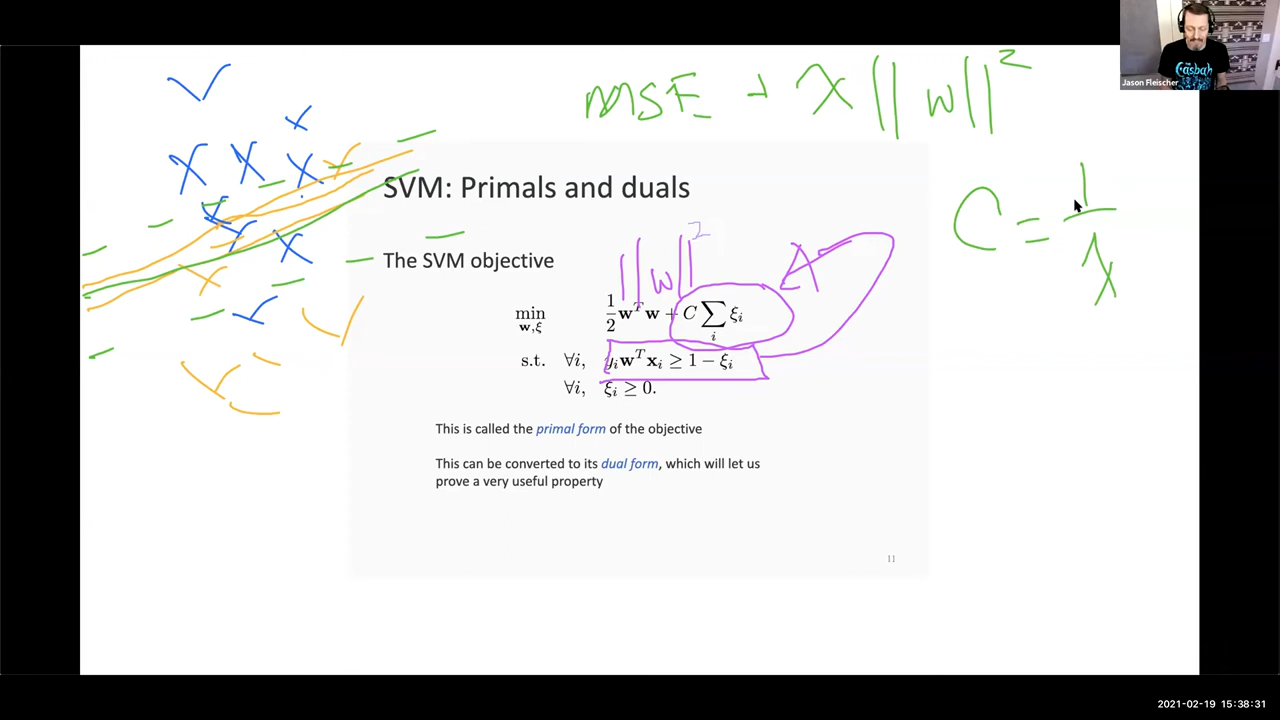 MSE + λ ||w||²
Casbah
Jason Fleischer
SVM: Primals and duals
C = 1/λ
||w||²
λ
The SVM objective
min w,ξ 1/2 wᵀw + C ∑ᵢ ξᵢ
s.t. ∀i, yᵢwᵀxᵢ ≥ 1 − ξᵢ
∀i, ξᵢ ≥ 0.
This is called the primal form of the objective
This can be converted to its dual form, which will let us
prove a very useful property
11
2021-02-19 15:38:31